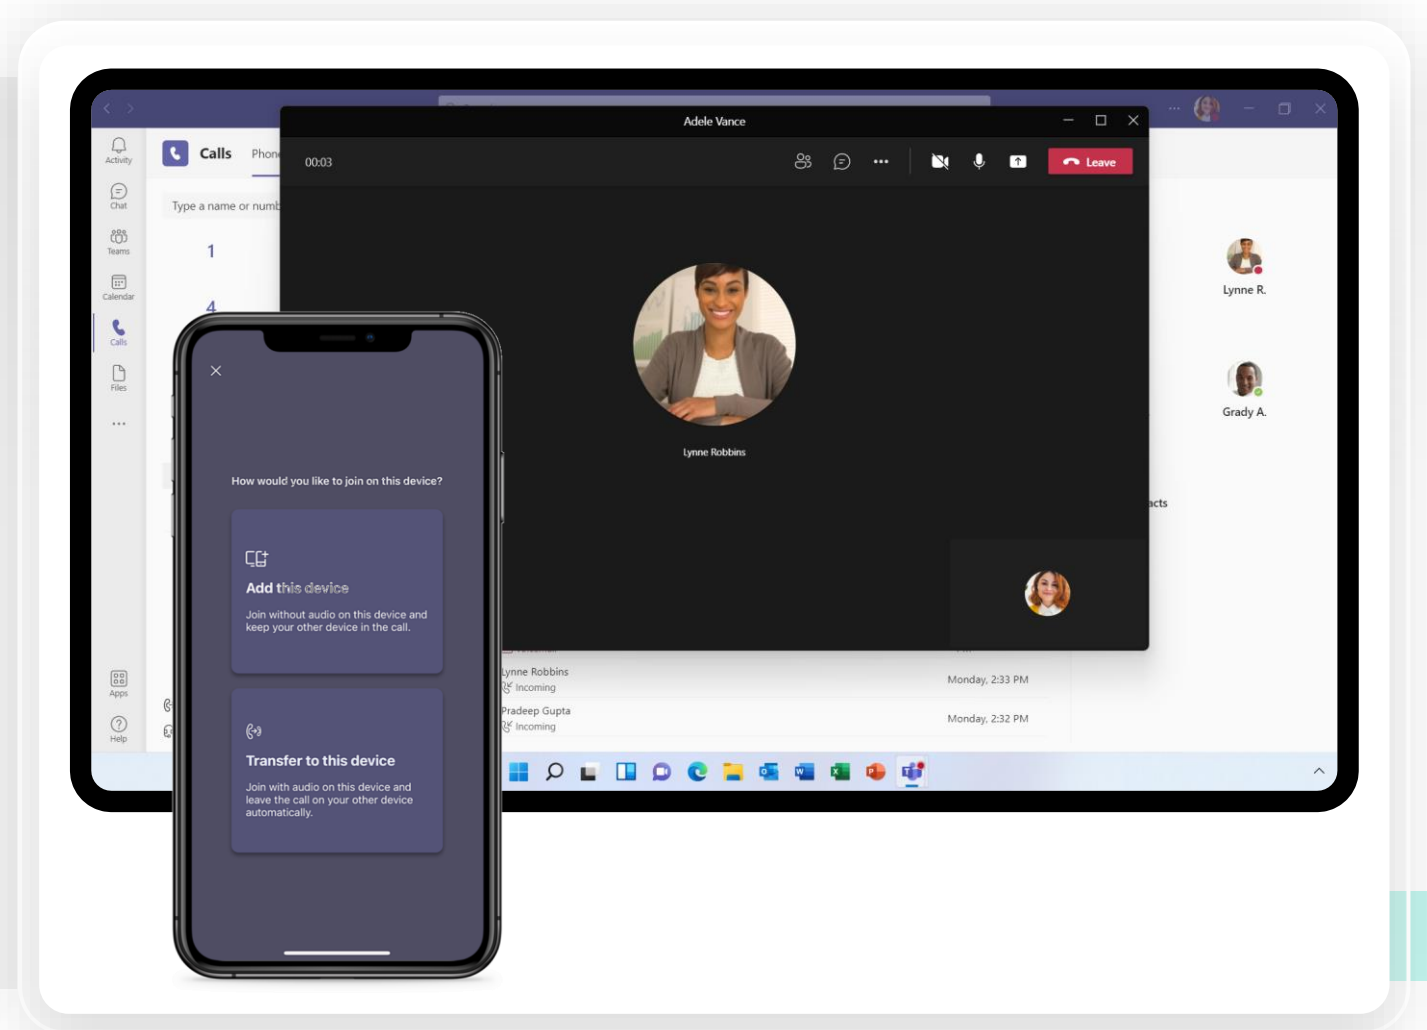 Adele Vance
Activity
Calls
00:03
Leave
Chat
Type a name or
Teams
1
Lynne R.
Calendar
4
Calls
Files
Grady A.
Lynne Robbins
How would you like to join on this device?
Add this device
Join without audio on this device and
keep your other device in the call.
Lynne Robbins
Incoming
Monday, 2:33 PM
Pradeep Gupta
Incoming
Monday, 2:32 PM
Apps
Help
Transfer to this device
Join with audio on this device and
leave the call on your other device
automatically.